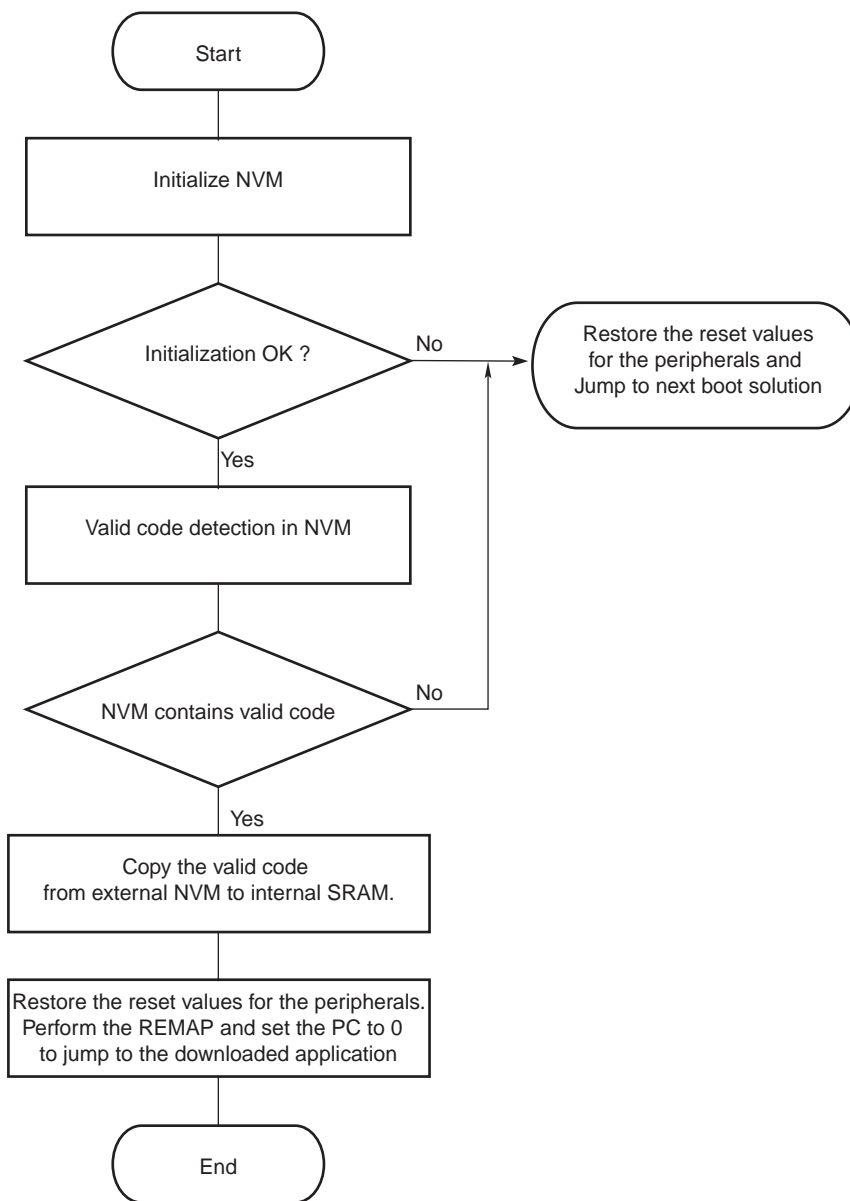 Start
Initialize NVM
Initialization OK ?
No
Restore the reset values
for the peripherals and
Jump to next boot solution
Yes
Valid code detection in NVM
NVM contains valid code
No
Yes
Copy the valid code
from external NVM to internal SRAM.
Restore the reset values for the peripherals.
Perform the REMAP and set the PC to 0
to jump to the downloaded application
End